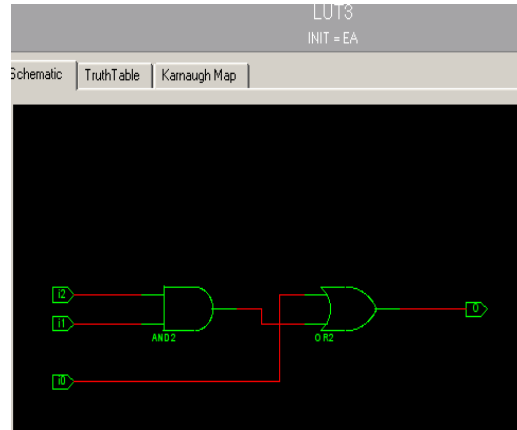 LUT3
INIT = EA
Schematic TruthTable Karnaugh Map
i2
i1
AND2
OR2
O
i0